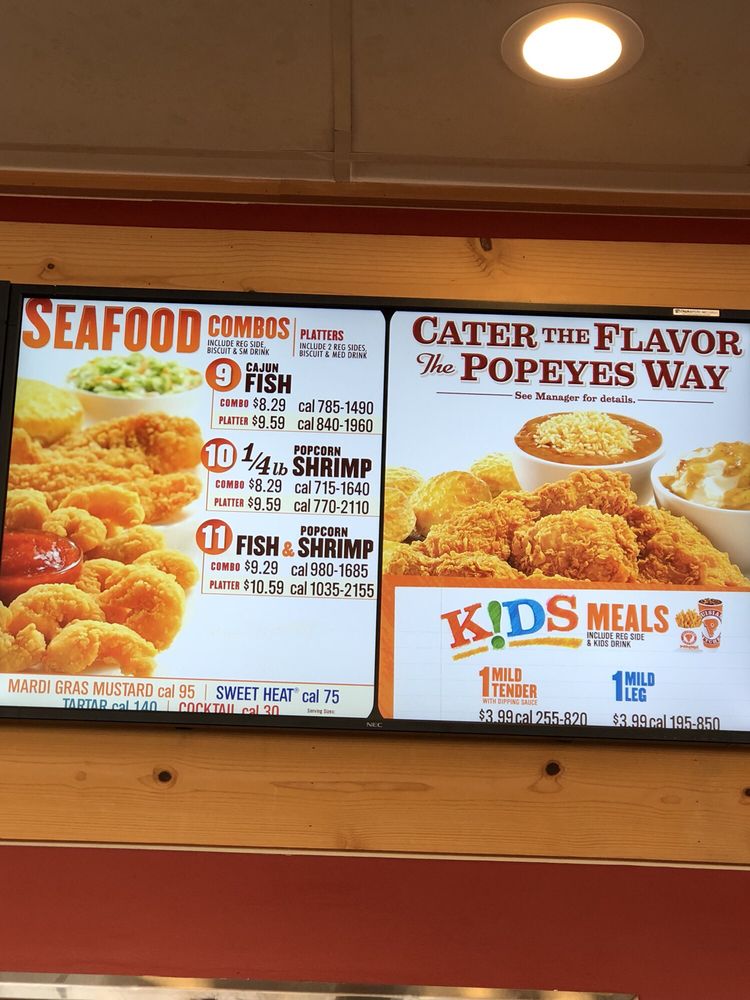 SEAFOOD
COMBOS
INCLUDE REG SIDE,
BISCUIT & SM DRINK
PLATTERS
INCLUDE 2 REG SIDES,
BISCUIT & MED DRINK
9 CAJUN
FISH
COMBO $8.29 cal 785-1490
PLATTER $9.59 cal 840-1960
10 1/4 lb POPCORN
SHRIMP
COMBO $8.29 cal 715-1640
PLATTER $9.59 cal 770-2110
11 POPCORN
FISH & SHRIMP
COMBO $9.29 cal 980-1685
PLATTER $10.59 cal 1035-2155
MARDI GRAS MUSTARD cal 95 | SWEET HEAT® cal 75
TARTAR cal 140 | COCKTAIL cal 30 Serving Sizes:
CATER THE FLAVOR
The POPEYES WAY
See Manager for details.
K!DS MEALS
INCLUDE REG SIDE
& KIDS DRINK
1 MILD
TENDER
WITH DIPPING SAUCE
$3.99 cal 255-820
1 MILD
LEG
$3.99 cal 195-850
NEC